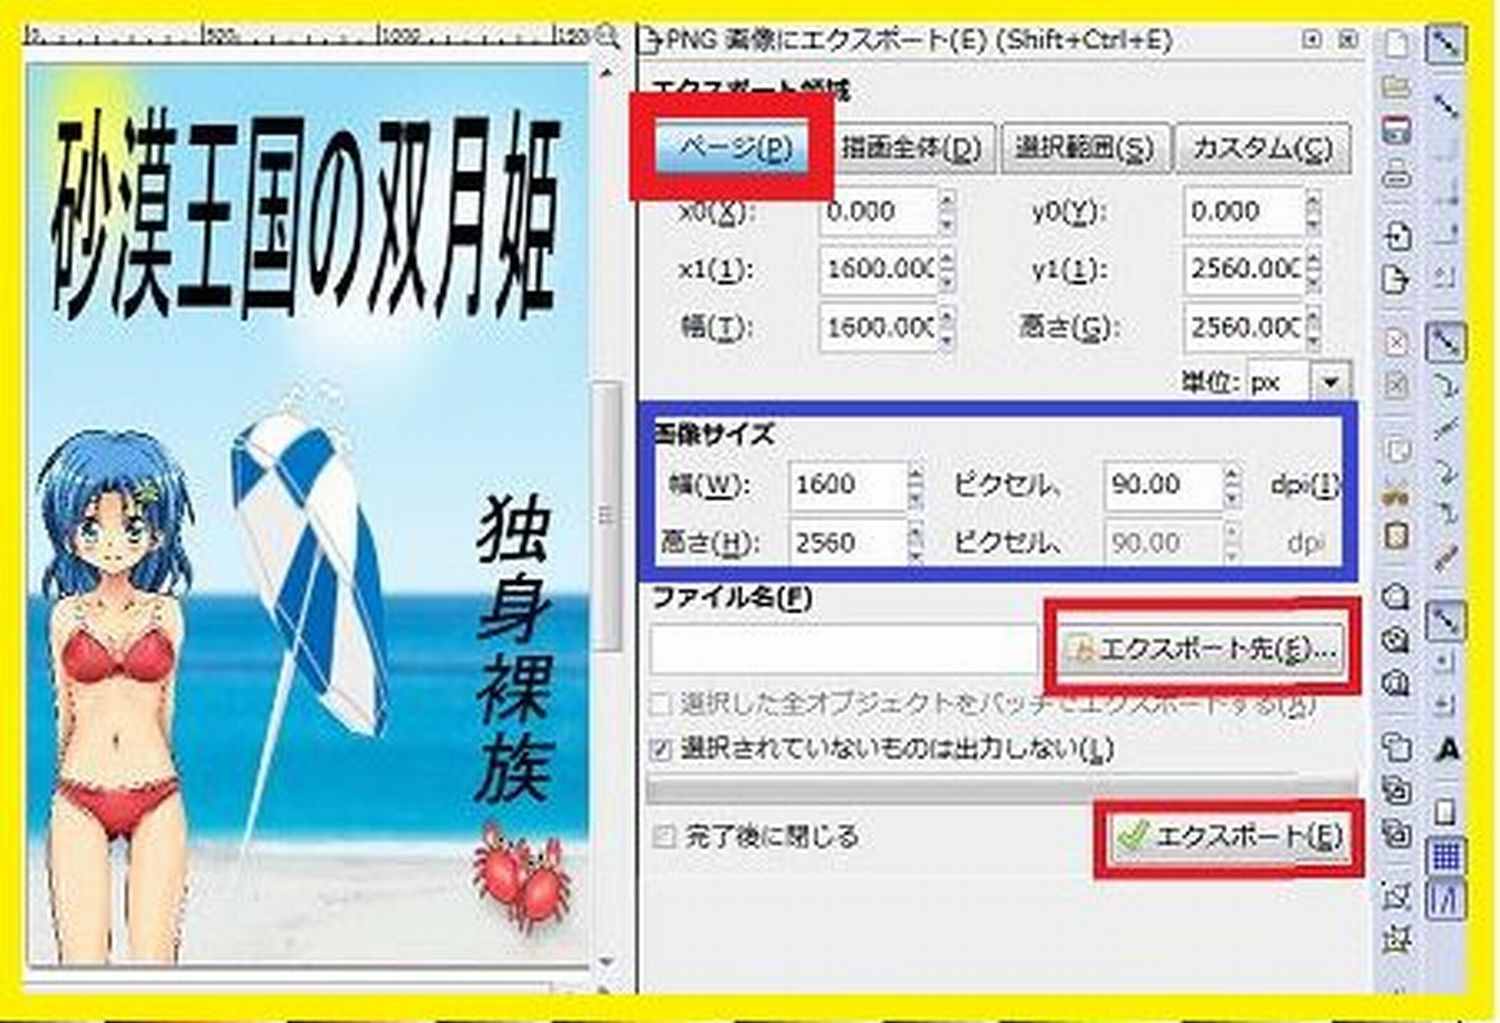 0 500 1000 1500
砂漠王国の双月姫
独身裸族
PNG 画像にエクスポート(E) (Shift+Ctrl+E)
エクスポート領域
ページ(P) 描画全体(D) 選択範囲(S) カスタム(C)
x0(X): 0.000 y0(Y): 0.000
x1(1): 1600.000 y1(1): 2560.000
幅(T): 1600.000 高さ(G): 2560.000
単位: px
画像サイズ
幅(W): 1600 ピクセル、 90.00 dpi(I)
高さ(H): 2560 ピクセル、 90.00 dpi
ファイル名(F)
エクスポート先(E)...
選択した全オブジェクトをバッチでエクスポートする(A)
選択されていないものは出力しない(L)
完了後に閉じる エクスポート(E)
A